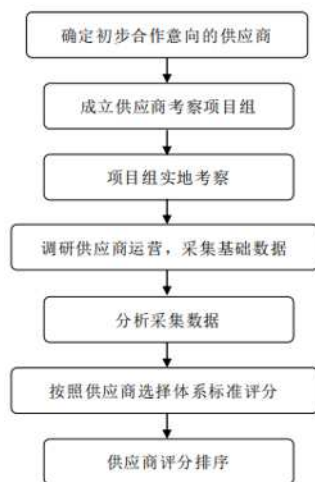 确定初步合作意向的供应商
成立供应商考察项目组
项目组实地考察
调研供应商运营，采集基础数据
分析采集数据
按照供应商选择体系标准评分
供应商评分排序